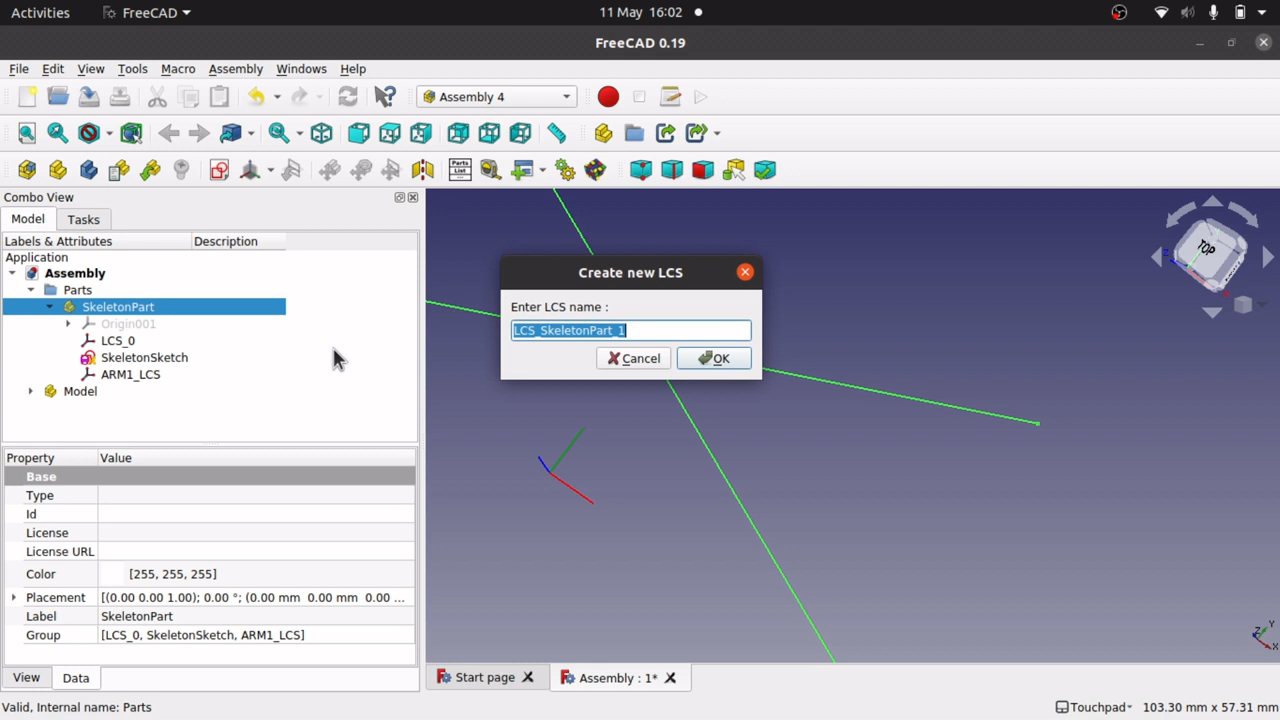 Activities
FreeCAD
11 May 16:02
FreeCAD 0.19
File Edit View Tools Macro Assembly Windows Help
Assembly 4
Parts List
Combo View
Model Tasks
Labels & Attributes Description
Application
Assembly
Parts
SkeletonPart
Origin001
LCS_0
SkeletonSketch
ARM1_LCS
Model
Create new LCS
Enter LCS name :
LCS_SkeletonPart_1
Cancel OK
TOP
Z
X
Z Y
X
Property Value
Base
Type
Id
License
License URL
Color [255, 255, 255]
Placement [(0.00 0.00 1.00); 0.00 °; (0.00 mm 0.00 mm 0.00 ...
Label SkeletonPart
Group [LCS_0, SkeletonSketch, ARM1_LCS]
View Data
Start page
Assembly : 1*
Valid, Internal name: Parts
Touchpad 103.30 mm x 57.31 mm